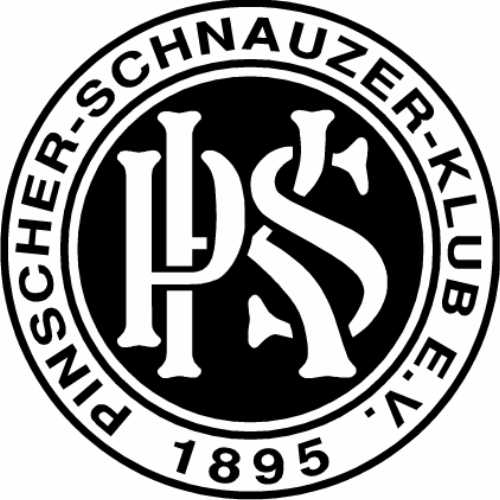 PINSCHER-SCHNAUZER-KLUB E.V.
PSK
1895